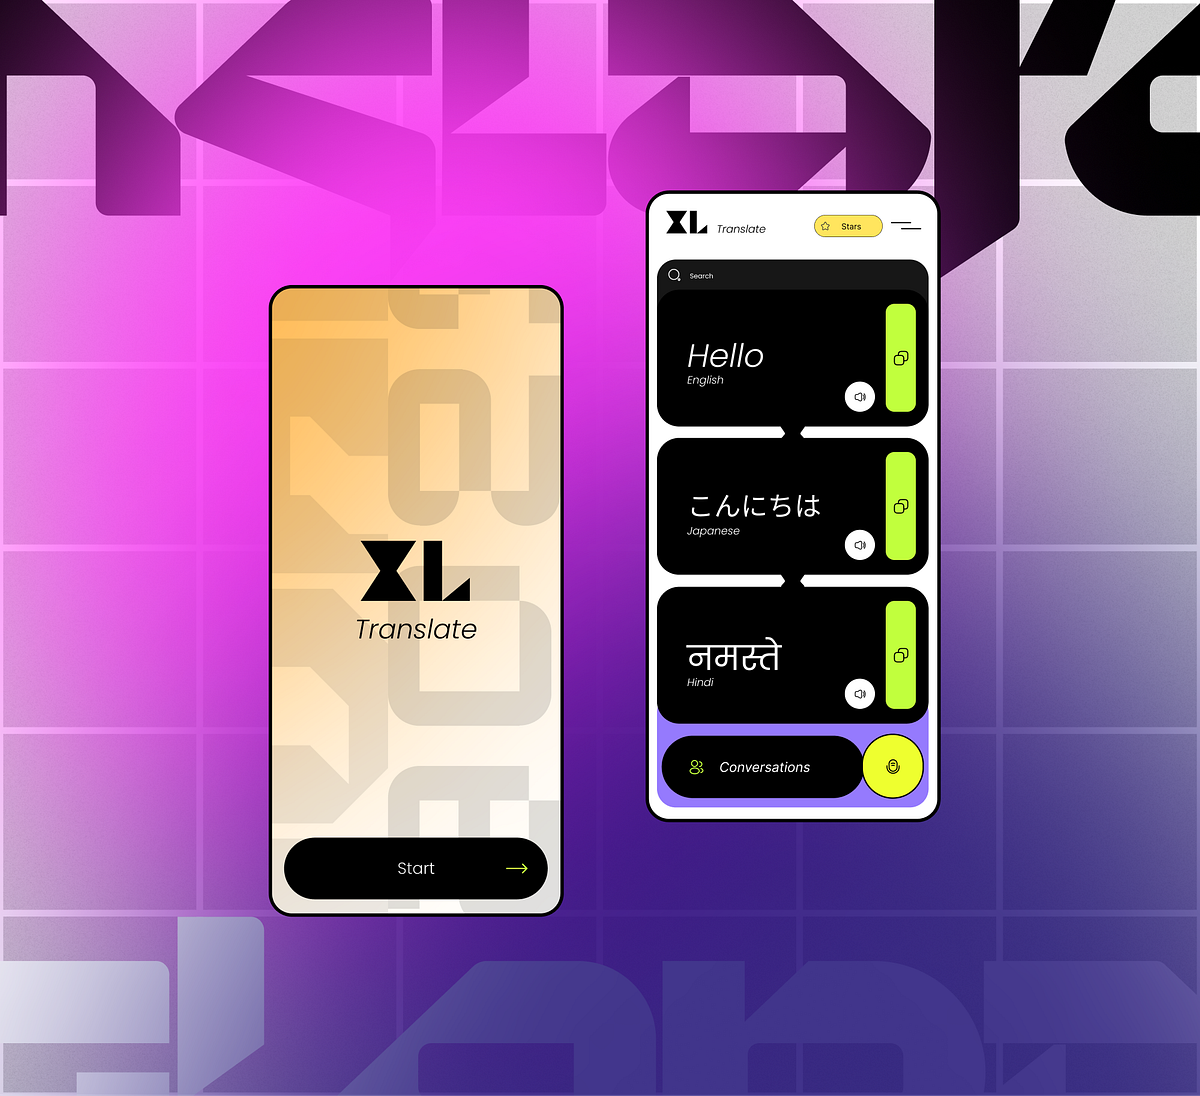 XL
Translate
Start
XL Translate
Stars
Search
Hello
English
こんにちは
Japanese
नमस्ते
Hindi
Conversations